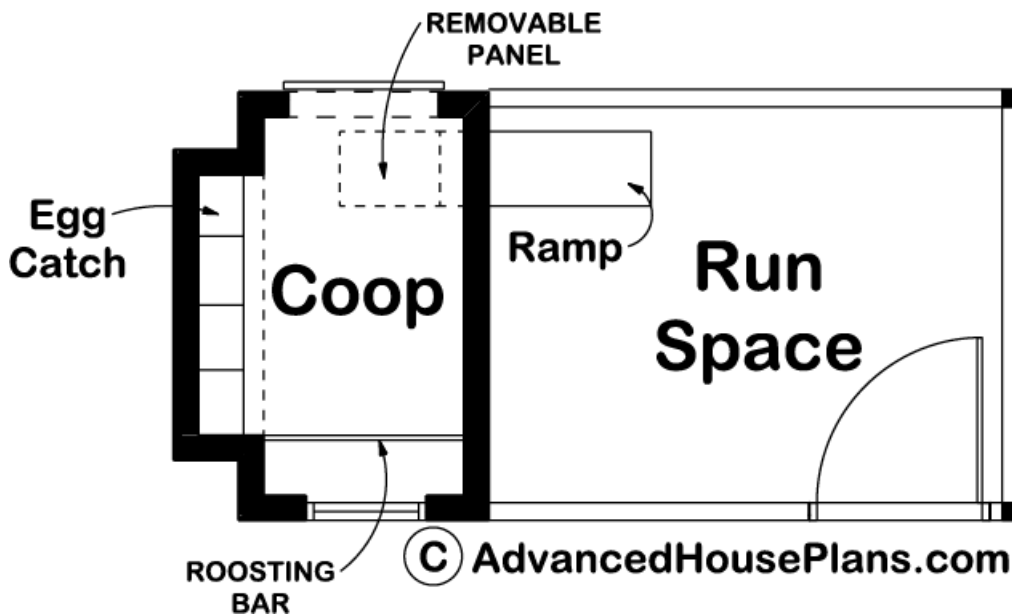 REMOVABLE
PANEL
Egg
Catch
Coop
Ramp
Run
Space
ROOSTING
BAR
© AdvancedHousePlans.com